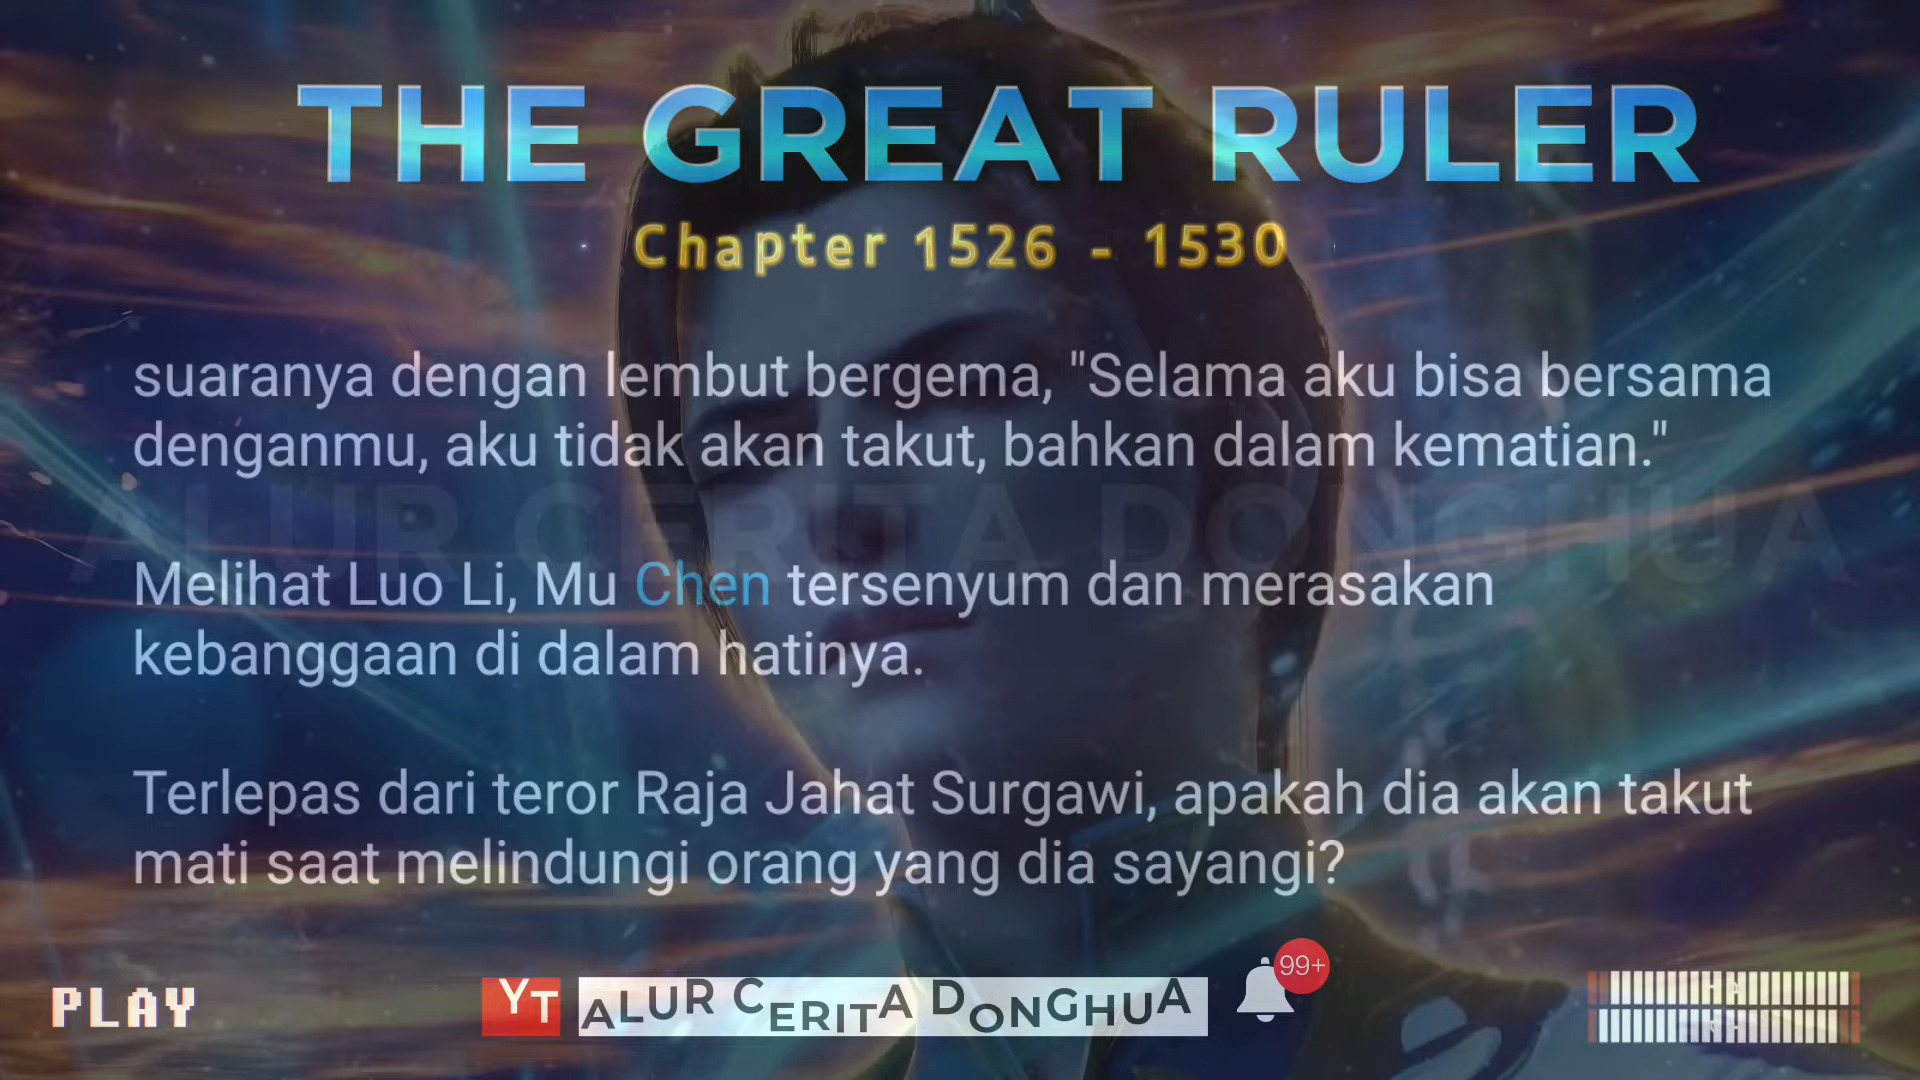 THE GREAT RULER
Chapter 1526 - 1530
suaranya dengan lembut bergema, "Selama aku bisa bersama
denganmu, aku tidak akan takut, bahkan dalam kematian."
ALUR CERITA DONGHUA
Melihat Luo Li, Mu Chen tersenyum dan merasakan
kebanggaan di dalam hatinya.
Terlepas dari teror Raja Jahat Surgawi, apakah dia akan takut
mati saat melindungi orang yang dia sayangi?
PLAY
YT ALUR CERITA DONGHUA
99+